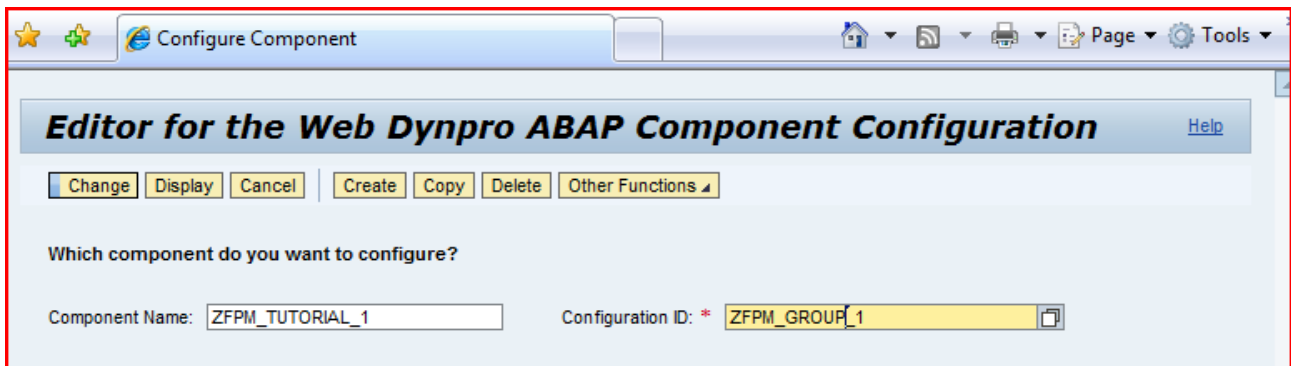 Configure Component
Page Tools
Editor for the Web Dynpro ABAP Component Configuration Help
Change Display Cancel Create Copy Delete Other Functions
Which component do you want to configure?
Component Name: ZFPM_TUTORIAL_1 Configuration ID: * ZFPM_GROUP_1